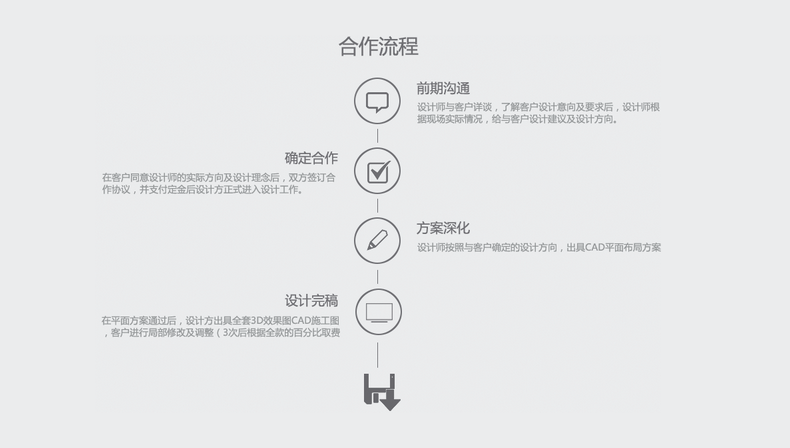 合作流程
前期沟通
设计师与客户详谈，了解客户设计意向及要求后，设计师根
据现场实际情况，给与客户设计建议及设计方向。
确定合作
在客户同意设计师的实际方向及设计理念后，双方签订合
作协议，并支付定金后设计方正式进入设计工作。
方案深化
设计师按照与客户确定的设计方向，出具CAD平面布局方案
设计完稿
在平面方案通过后，设计方出具全套3D效果图CAD施工图
，客户进行局部修改及调整（3次后根据全款的百分比取费